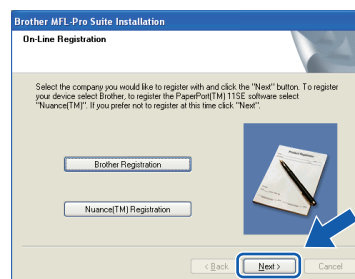 Brother MFL-Pro Suite Installation
On-Line Registration
Select the company you would like to register with and click the "Next" button. To register
your device select Brother, to register the PaperPort(TM) 11SE software select
"Nuance(TM)". If you prefer not to register at this time click "Next".
Brother Registration
Product Registration
Nuance(TM) Registration
< Back
Next >
Cancel